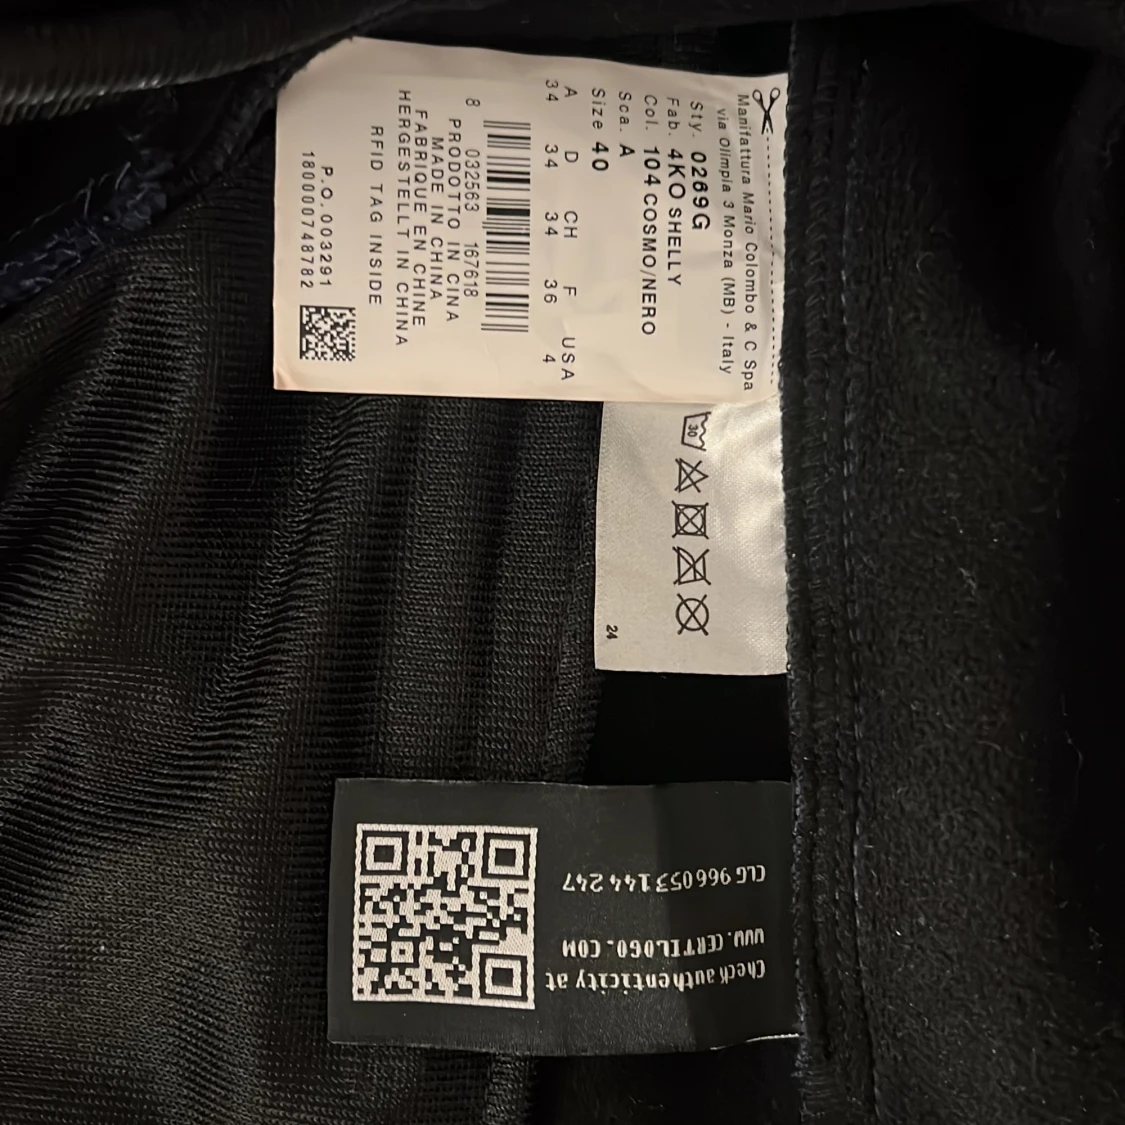 Manifattura Mario Colombo & C Spa
via Olimpia 3 Monza (MB) - Italy
Sty. 0269G
Fab. 4KO SHELLY
Col. 104 COSMO/NERO
Sca. A
Size 40
A D CH F USA
34 34 34 36 4
8 032563 167618
PRODOTTO IN CINA
MADE IN CHINA
FABRIQUE EN CHINE
HERGESTELLT IN CHINA
RFID TAG INSIDE
P.O.003291
180000748782
30
24
Check authenticity at
WWW.CERTILOGO.COM
CLG 966053144247